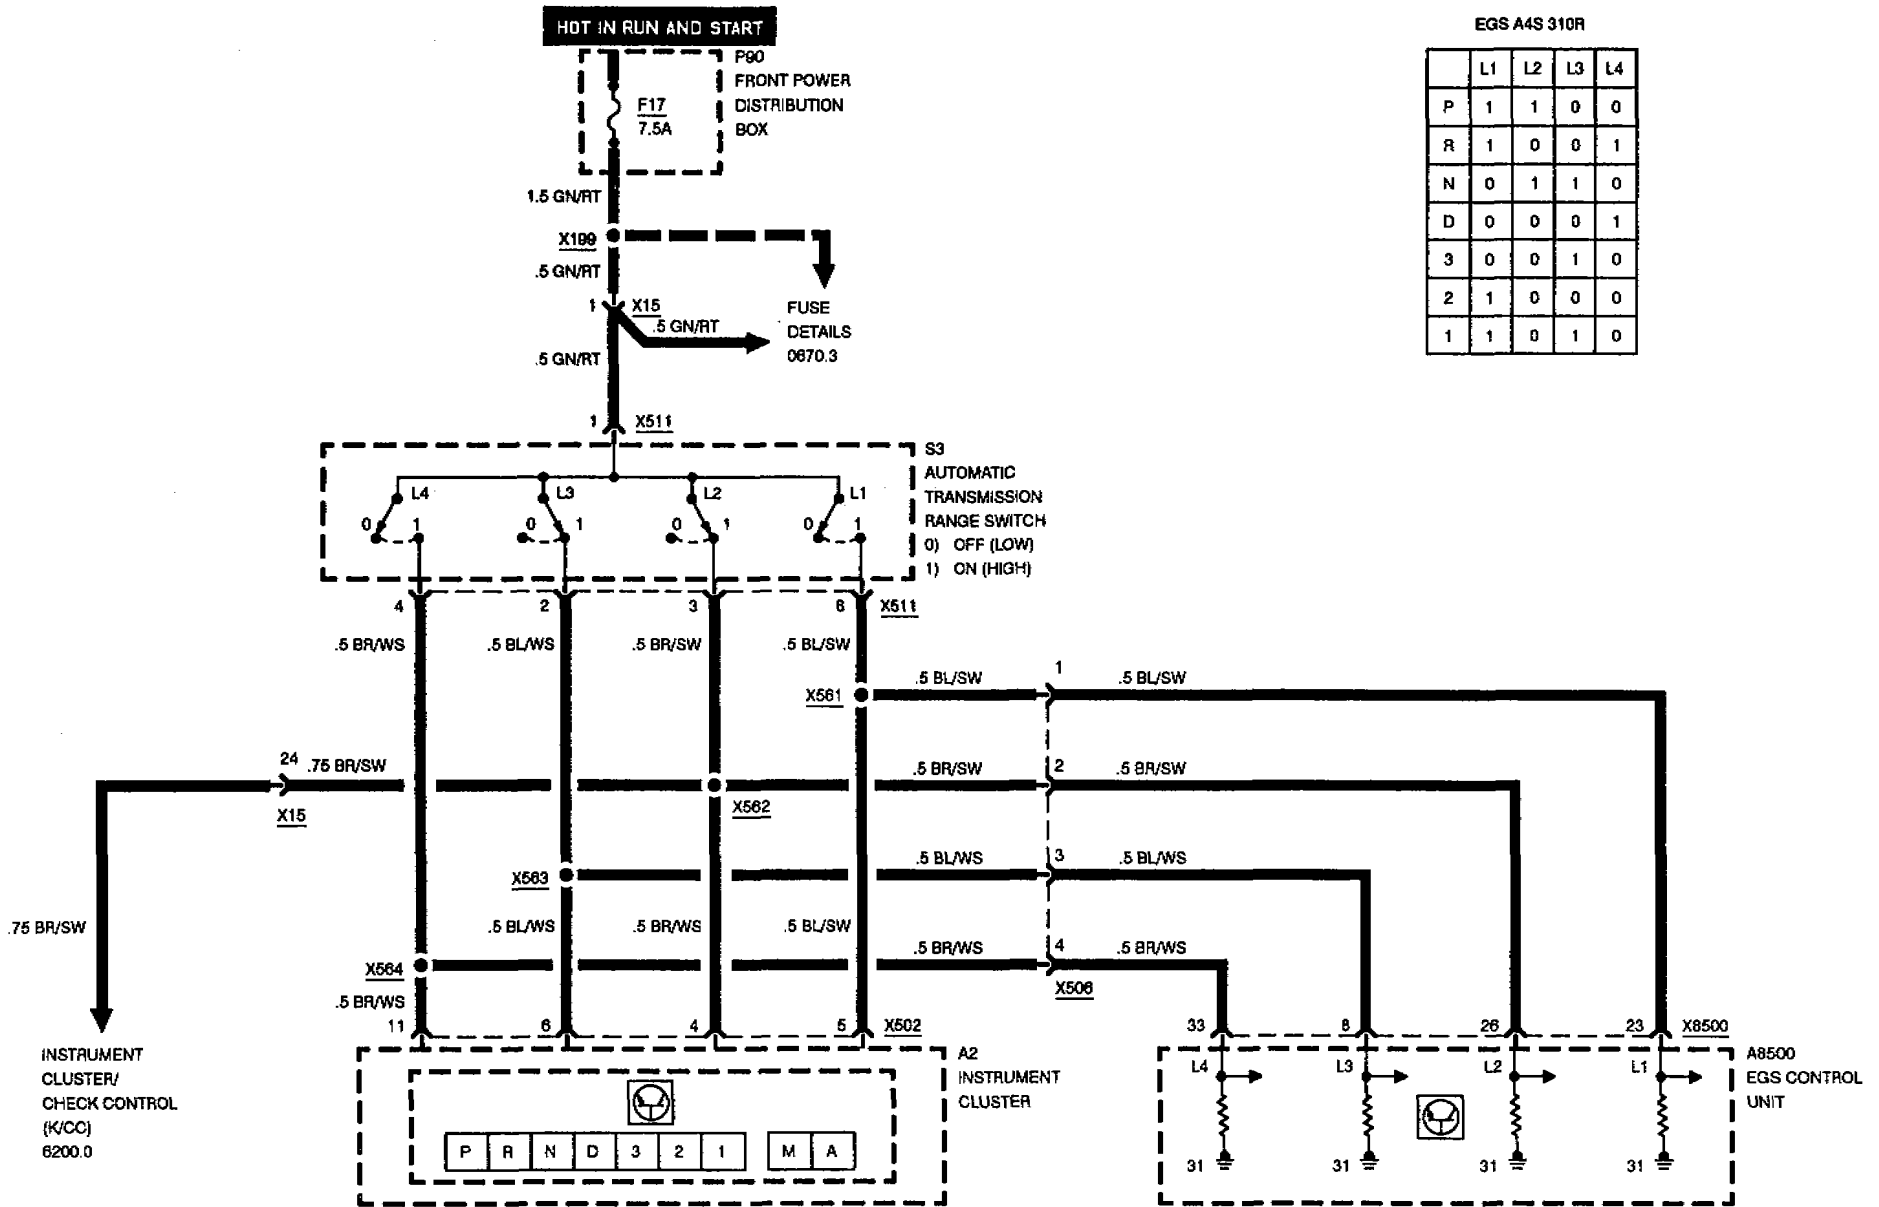 HOT IN RUN AND START
P90
FRONT POWER
DISTRIBUTION
BOX
F17
7.5A
1.5 GN/RT
X199
.5 GN/RT
1 X15
.5 GN/RT
FUSE
DETAILS
0670.3
.5 GN/RT
1 X511
EGS A4S 310R
L1 L2 L3 L4
P 1 1 0 0
R 1 0 0 1
N 0 1 1 0
D 0 0 0 1
3 0 0 1 0
2 1 0 0 0
1 1 0 1 0
S3
AUTOMATIC
TRANSMISSION
RANGE SWITCH
0) OFF (LOW)
1) ON (HIGH)
L4 L3 L2 L1
0 1 0 1 0 1 0 1
4 2 3 6 X511
.5 BR/WS .5 BL/WS .5 BR/SW .5 BL/SW
X561 .5 BL/SW 1 .5 BL/SW
24 .75 BR/SW
X15
X562 .5 BR/SW 2 .5 BR/SW
X563 .5 BL/WS 3 .5 BL/WS
.75 BR/SW
.5 BL/WS .5 BR/WS .5 BL/SW
X564 .5 BR/WS 4 .5 BR/WS
X506
.5 BR/WS
11 6 4 5 X502
33 8 26 23 X8500
INSTRUMENT
CLUSTER/
CHECK CONTROL
(K/CC)
6200.0
A2
INSTRUMENT
CLUSTER
P R N D 3 2 1 M A
L4 L3 L2 L1
31 31 31 31
A8500
EGS CONTROL
UNIT